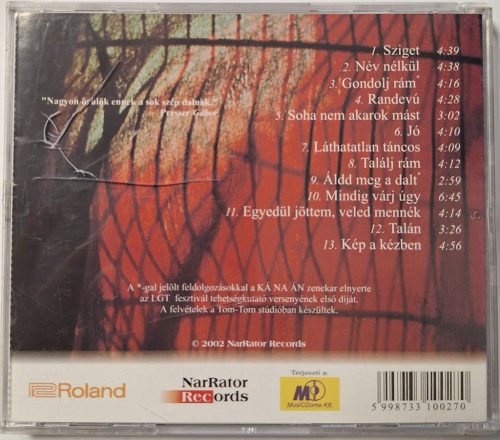 "Nagyon örülök ennek a sok szép dalnak."
Presser Gábor
1. Sziget 4:39
2. Név nélkül 4:38
3. Gondolj rám* 4:16
4. Randevú 4:28
5. Soha nem akarok mást 3:02
6. Jó 4:10
7. Láthatatlan táncos 4:09
8. Találj rám 4:12
9. Áldd meg a dalt* 2:59
10. Mindig várj úgy 6:45
11. Egyedül jöttem, veled mennék 4:14
12. Talán 3:26
13. Kép a kézben 4:56
A *-gal jelölt feldolgozásokkal a KÁ NA ÁN zenekar elnyerte
az LGT fesztivál tehetségkutató versenyének első díját.
A felvételek a Tom-Tom stúdióban készültek.
© 2002 NarRator Records
Roland
NarRator
Records
Terjeszti a:
MD
MusiCDome Kft.
5 998733 100270